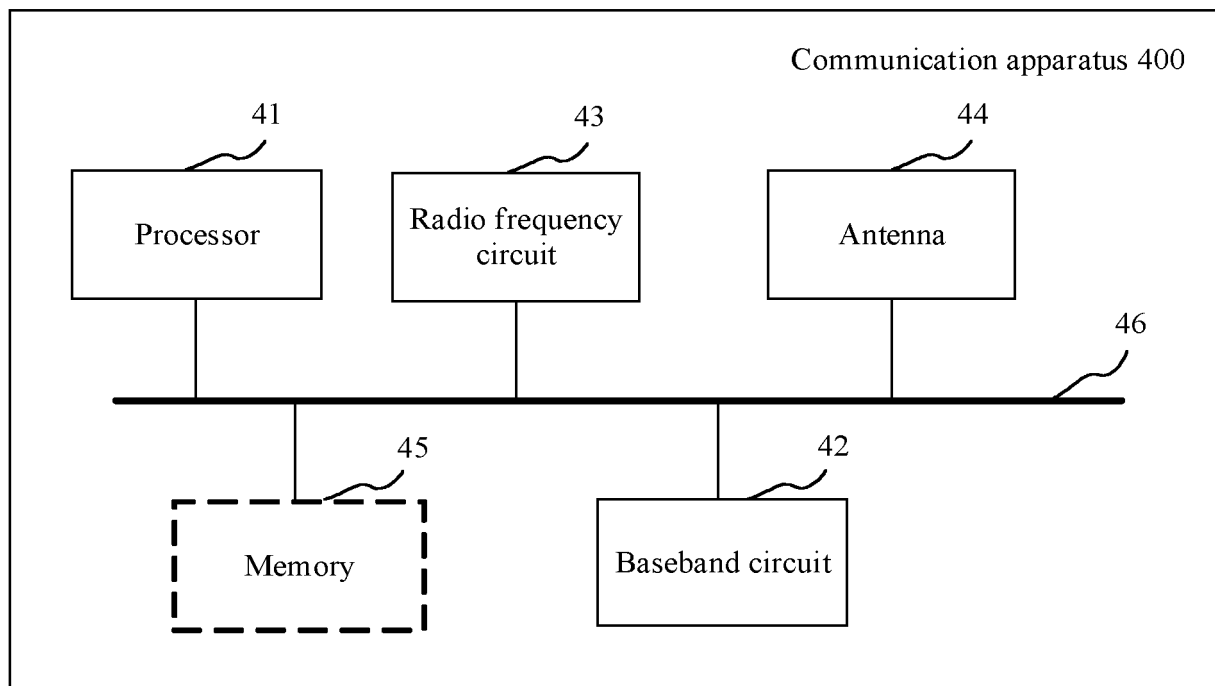 Communication apparatus 400
41
43
44
Processor
Radio frequency
circuit
Antenna
46
45
42
Memory
Baseband circuit